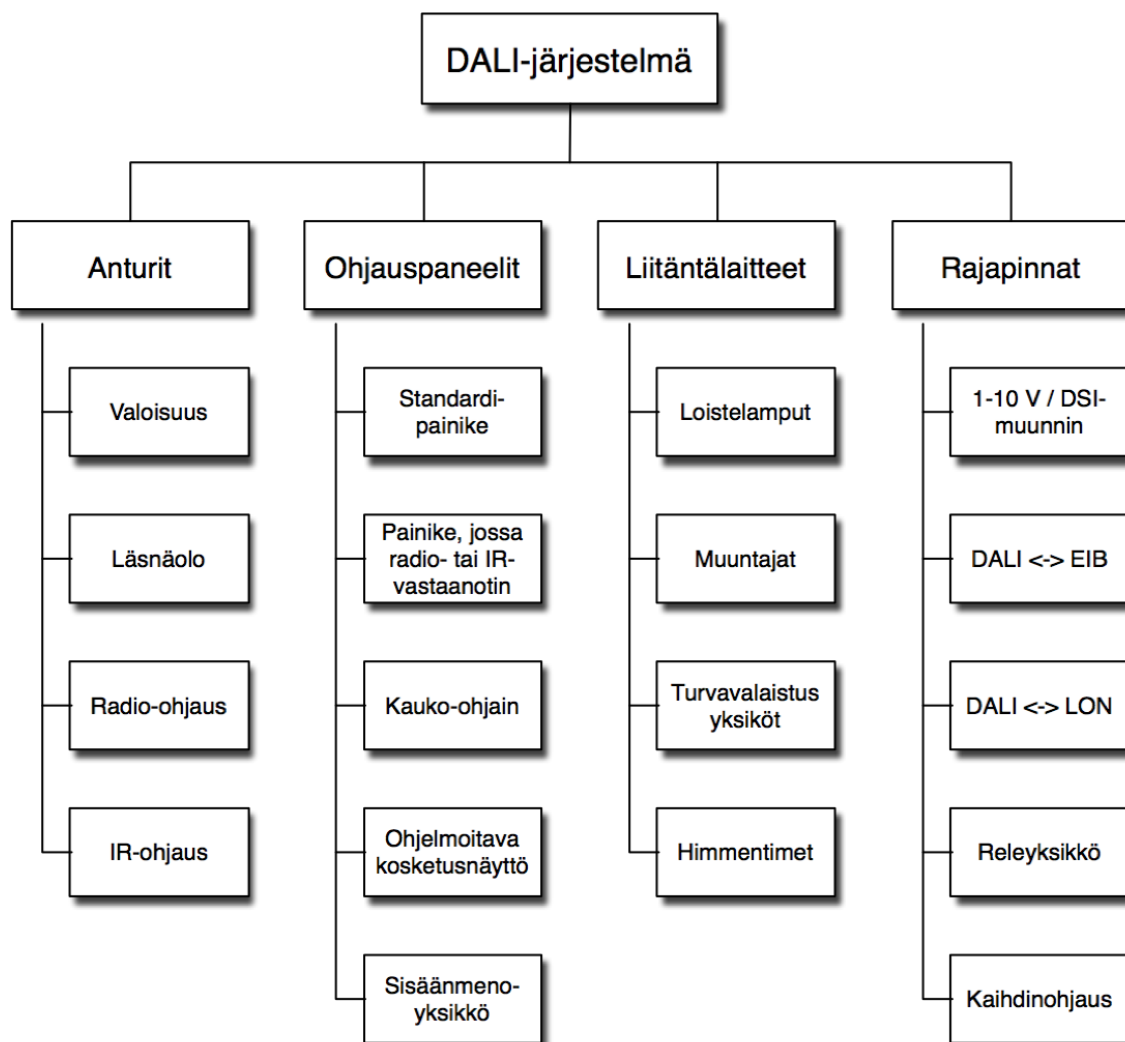 DALI-järjestelmä
Anturit
Ohjauspaneelit
Liitäntälaitteet
Rajapinnat
Valoisuus
Läsnäolo
Radio-ohjaus
IR-ohjaus
Standardi-
painike
Painike, jossa
radio- tai IR-
vastaanotin
Kauko-ohjain
Ohjelmoitava
kosketusnäyttö
Sisäänmeno-
yksikkö
Loistelamput
Muuntajat
Turvavalaistus
yksiköt
Himmentimet
1-10 V / DSI-
muunnin
DALI <-> EIB
DALI <-> LON
Releyksikkö
Kaihdinohjaus